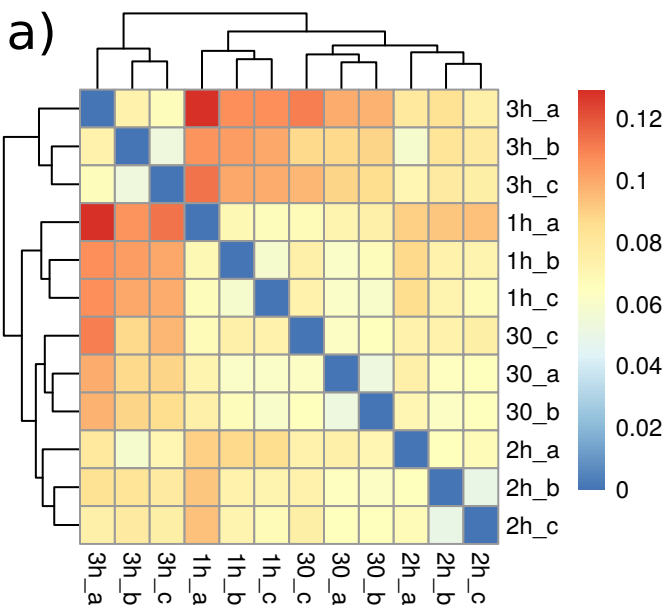 a)
3h_a
3h_b
3h_c
1h_a
1h_b
1h_c
30_c
30_a
30_b
2h_a
2h_b
2h_c
0.12
0.1
0.08
0.06
0.04
0.02
0
3h_a
3h_b
3h_c
1h_a
1h_b
1h_c
30_c
30_a
30_b
2h_a
2h_b
2h_c